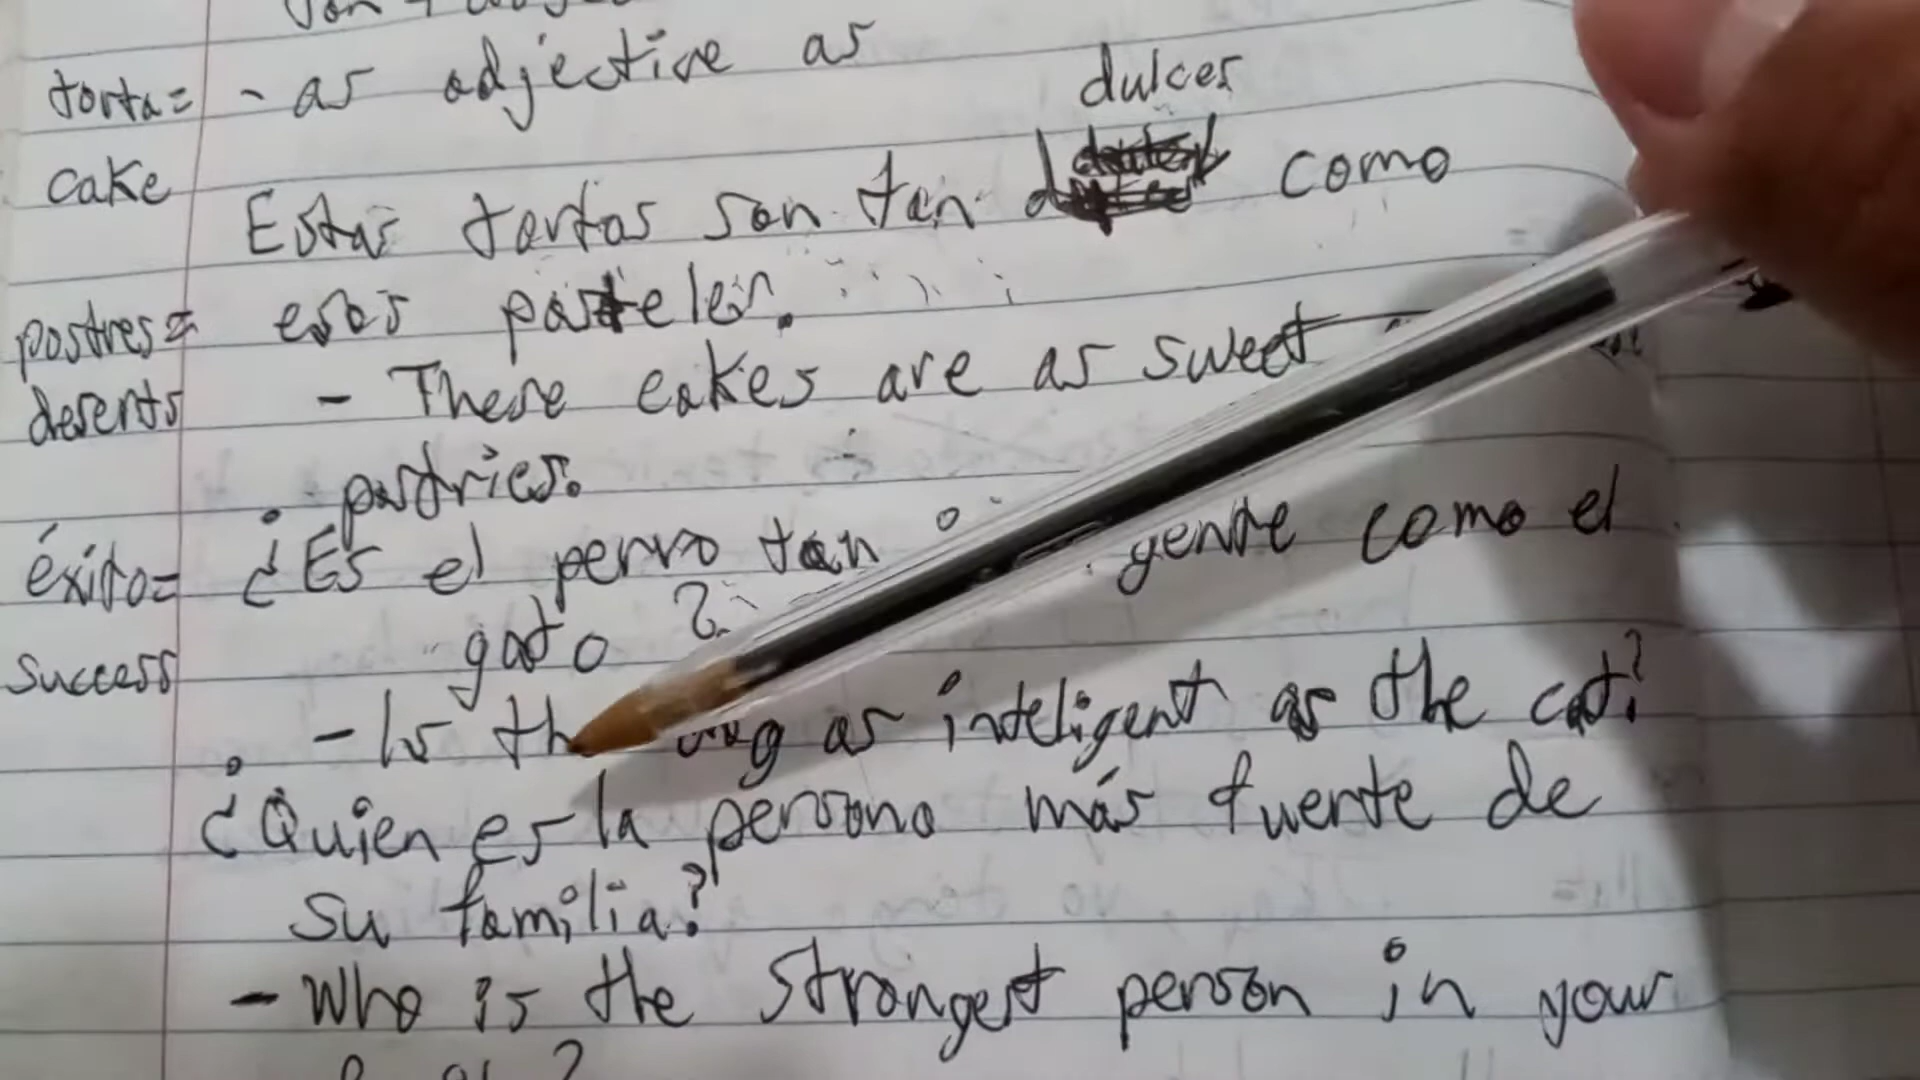 torta= - as adjective as
dulces
cake
Estas tortas son tan como
postres= esos pasteles.
deserts - These cakes are as sweet
pastries.
éxito= ¿Es el perro tan gente como el
gato?
success
- Is the dog as inteligent as the cat?
¿Quien es la persona más fuerte de
su familia?
- Who is the strongest person in your